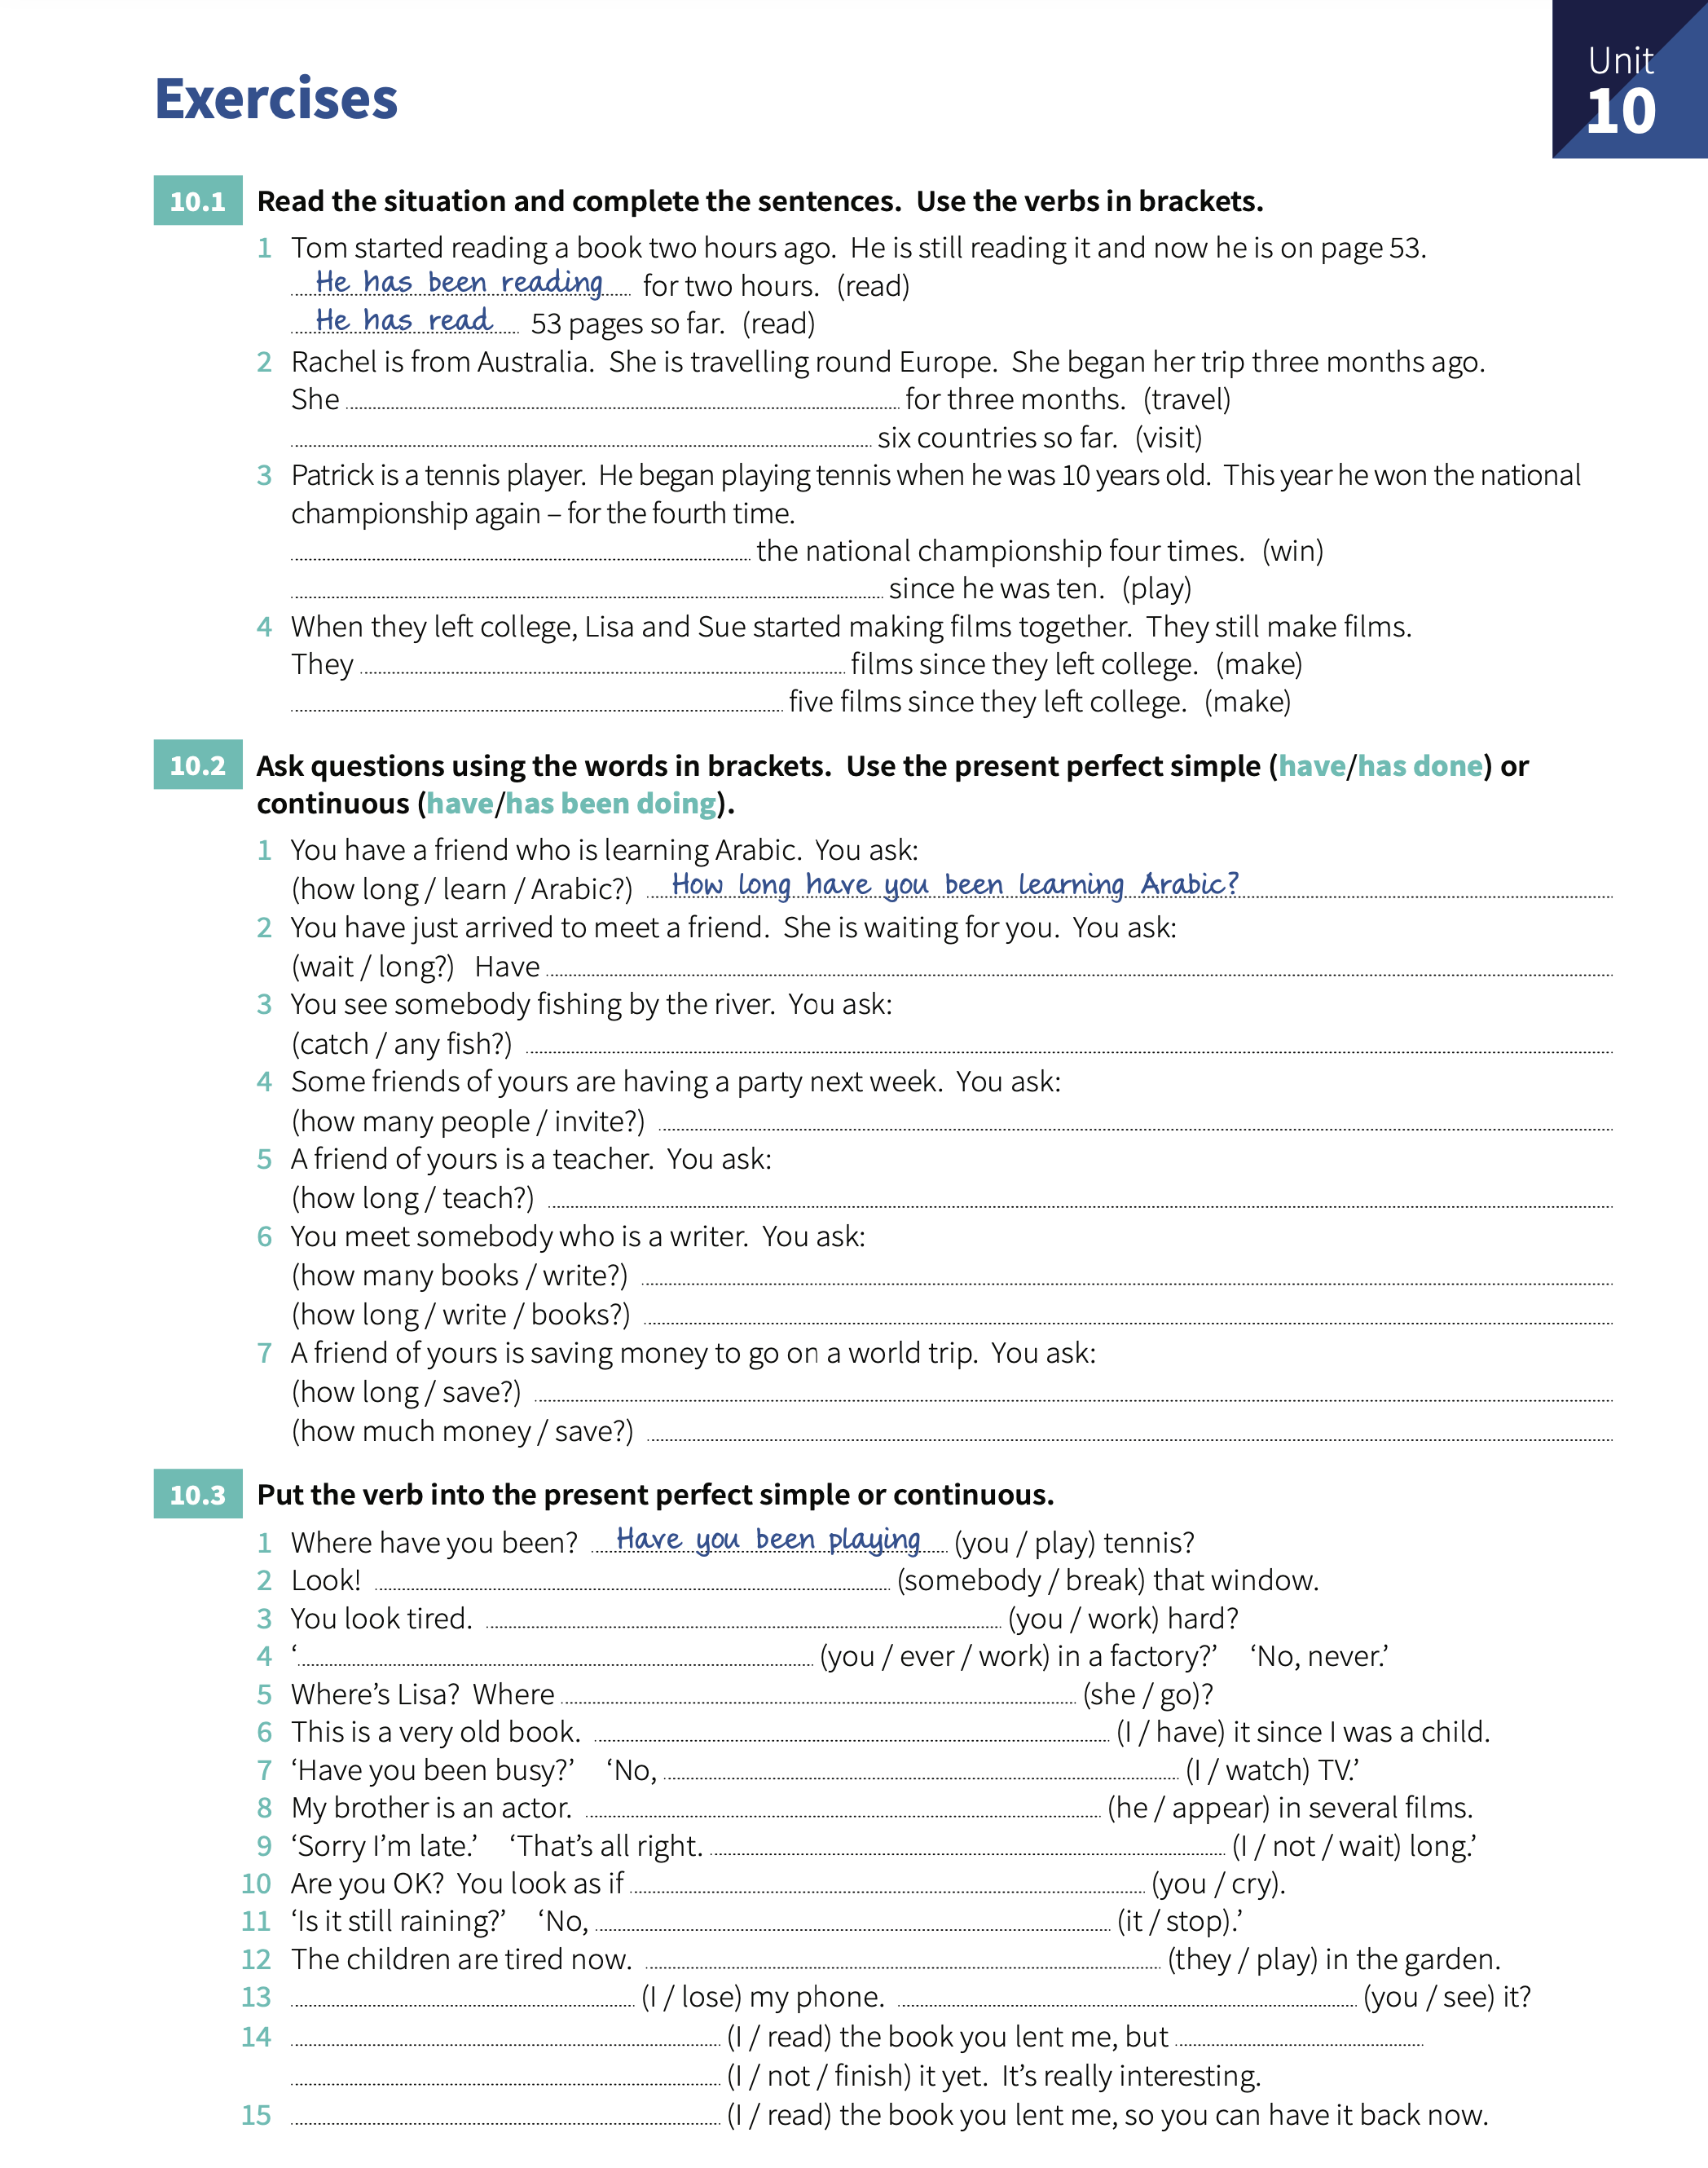 Unit
10
Exercises
10.1 Read the situation and complete the sentences. Use the verbs in brackets.
1 Tom started reading a book two hours ago. He is still reading it and now he is on page 53.
He has been reading for two hours. (read)
He has read 53 pages so far. (read)
2 Rachel is from Australia. She is travelling round Europe. She began her trip three months ago.
She for three months. (travel)
six countries so far. (visit)
3 Patrick is a tennis player. He began playing tennis when he was 10 years old. This year he won the national
championship again – for the fourth time.
the national championship four times. (win)
since he was ten. (play)
4 When they left college, Lisa and Sue started making films together. They still make films.
They films since they left college. (make)
five films since they left college. (make)
10.2 Ask questions using the words in brackets. Use the present perfect simple (have/has done) or
continuous (have/has been doing).
1 You have a friend who is learning Arabic. You ask:
(how long / learn / Arabic?) How long have you been learning Arabic?
2 You have just arrived to meet a friend. She is waiting for you. You ask:
(wait / long?) Have
3 You see somebody fishing by the river. You ask:
(catch / any fish?)
4 Some friends of yours are having a party next week. You ask:
(how many people / invite?)
5 A friend of yours is a teacher. You ask:
(how long / teach?)
6 You meet somebody who is a writer. You ask:
(how many books / write?)
(how long / write / books?)
7 A friend of yours is saving money to go on a world trip. You ask:
(how long / save?)
(how much money / save?)
10.3 Put the verb into the present perfect simple or continuous.
1 Where have you been? Have you been playing (you / play) tennis?
2 Look! (somebody / break) that window.
3 You look tired. (you / work) hard?
4 ‘ (you / ever / work) in a factory?’ ‘No, never.’
5 Where’s Lisa? Where (she / go)?
6 This is a very old book. (I / have) it since I was a child.
7 ‘Have you been busy?’ ‘No, (I / watch) TV.’
8 My brother is an actor. (he / appear) in several films.
9 ‘Sorry I’m late.’ ‘That’s all right. (I / not / wait) long.’
10 Are you OK? You look as if (you / cry).
11 ‘Is it still raining?’ ‘No, (it / stop).’
12 The children are tired now. (they / play) in the garden.
13 (I / lose) my phone. (you / see) it?
14 (I / read) the book you lent me, but
(I / not / finish) it yet. It’s really interesting.
15 (I / read) the book you lent me, so you can have it back now.